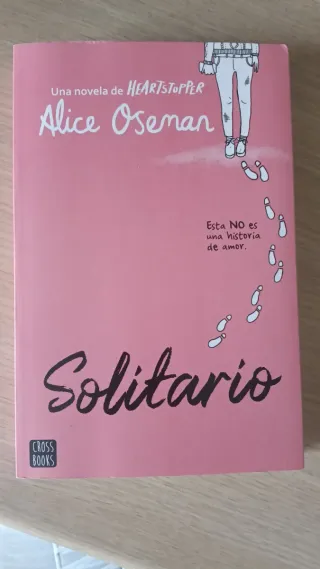 Una novela de HEARTSTOPPER
Alice Oseman
Esta NO es
una historia
de amor.
Solitario
CROSS
BOOKS